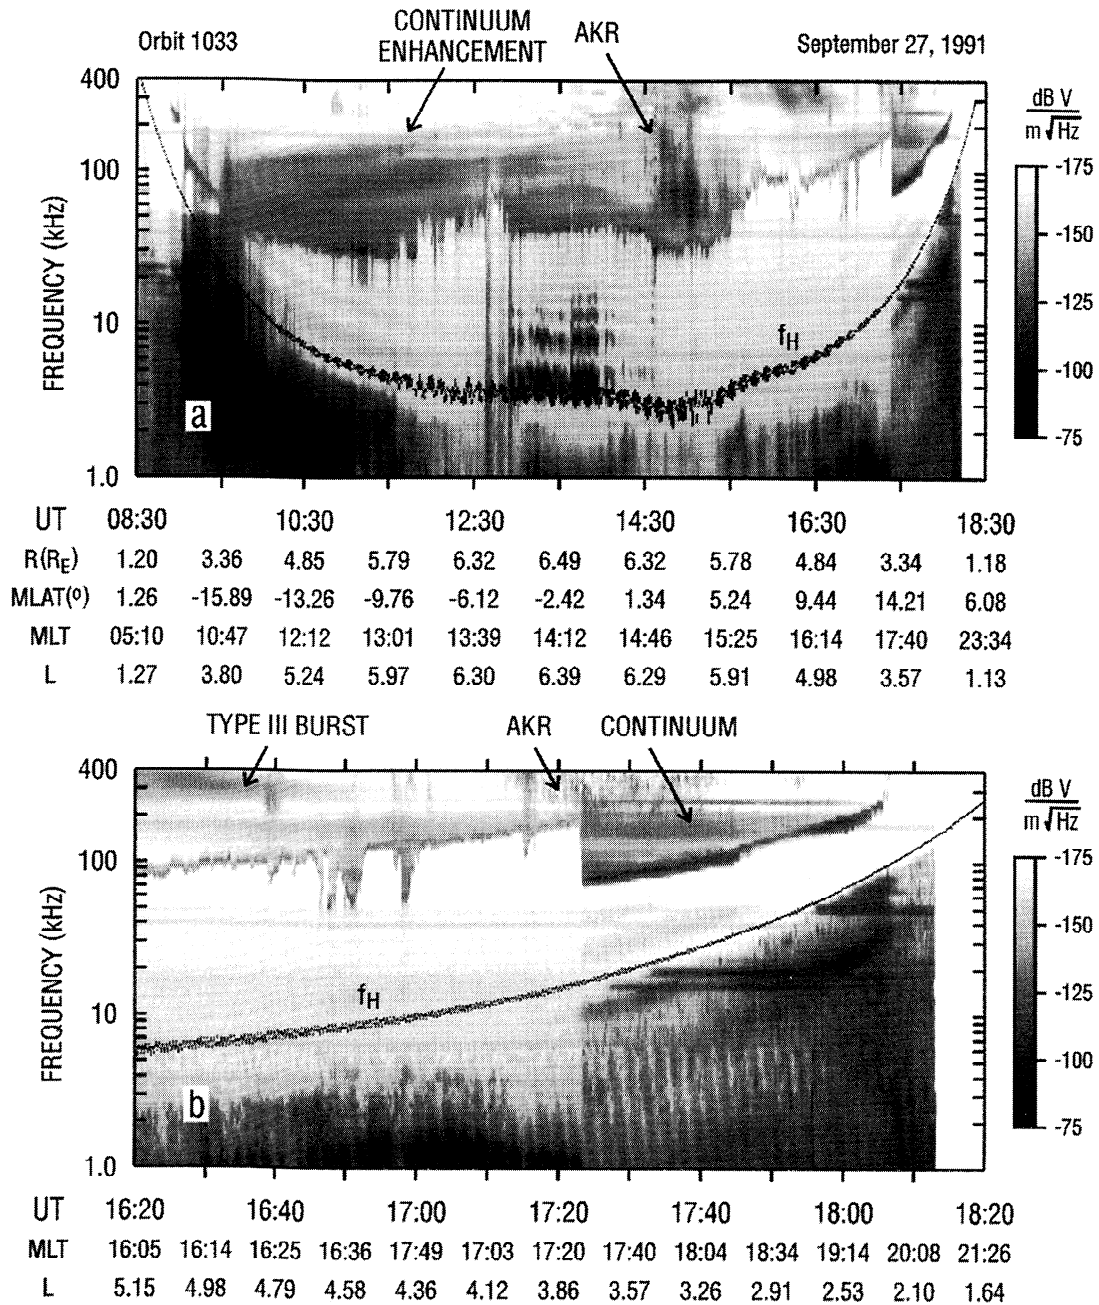 Orbit 1033
CONTINUUM
ENHANCEMENT
AKR
September 27, 1991
400
100
10
1.0
FREQUENCY (kHz)
a
fH
dB V
m√Hz
-175
-150
-125
-100
-75
UT 08:30 10:30 12:30 14:30 16:30 18:30
R(RE) 1.20 3.36 4.85 5.79 6.32 6.49 6.32 5.78 4.84 3.34 1.18
MLAT(º) 1.26 -15.89 -13.26 -9.76 -6.12 -2.42 1.34 5.24 9.44 14.21 6.08
MLT 05:10 10:47 12:12 13:01 13:39 14:12 14:46 15:25 16:14 17:40 23:34
L 1.27 3.80 5.24 5.97 6.30 6.39 6.29 5.91 4.98 3.57 1.13
TYPE III BURST AKR CONTINUUM
400
100
10
1.0
FREQUENCY (kHz)
b
fH
dB V
m√Hz
-175
-150
-125
-100
-75
UT 16:20 16:40 17:00 17:20 17:40 18:00 18:20
MLT 16:05 16:14 16:25 16:36 17:49 17:03 17:20 17:40 18:04 18:34 19:14 20:08 21:26
L 5.15 4.98 4.79 4.58 4.36 4.12 3.86 3.57 3.26 2.91 2.53 2.10 1.64